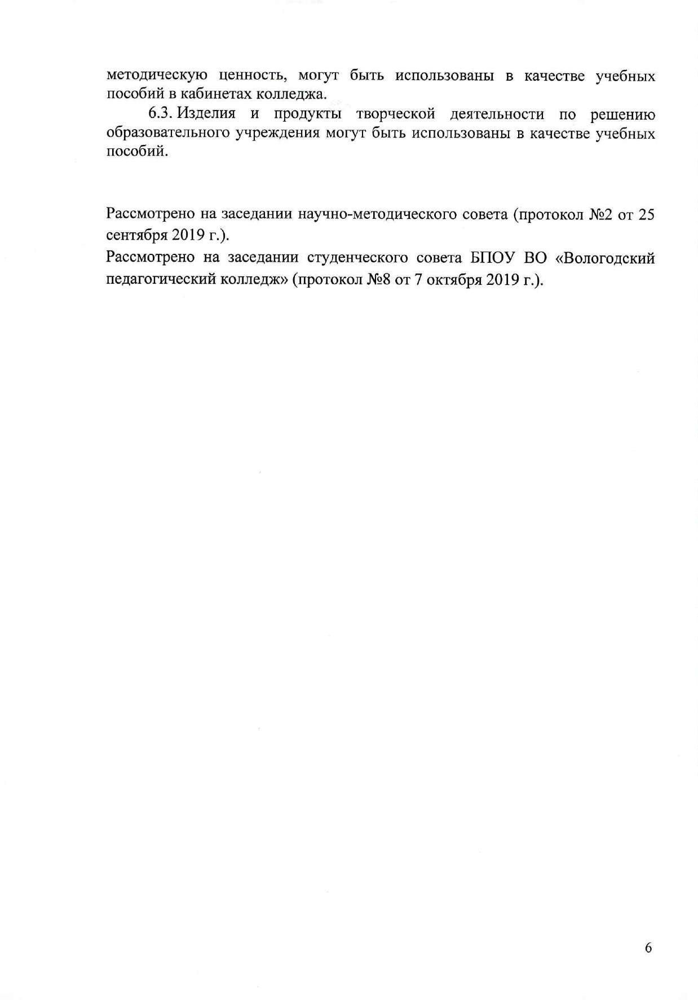 методическую ценность, могут быть использованы в качестве учебных
пособий в кабинетах колледжа.
6.3. Изделия и продукты творческой деятельности по решению
образовательного учреждения могут быть использованы в качестве учебных
пособий.
Рассмотрено на заседании научно-методического совета (протокол №2 от 25
сентября 2019 г.).
Рассмотрено на заседании студенческого совета БПОУ ВО «Вологодский
педагогический колледж» (протокол №8 от 7 октября 2019 г.).
6